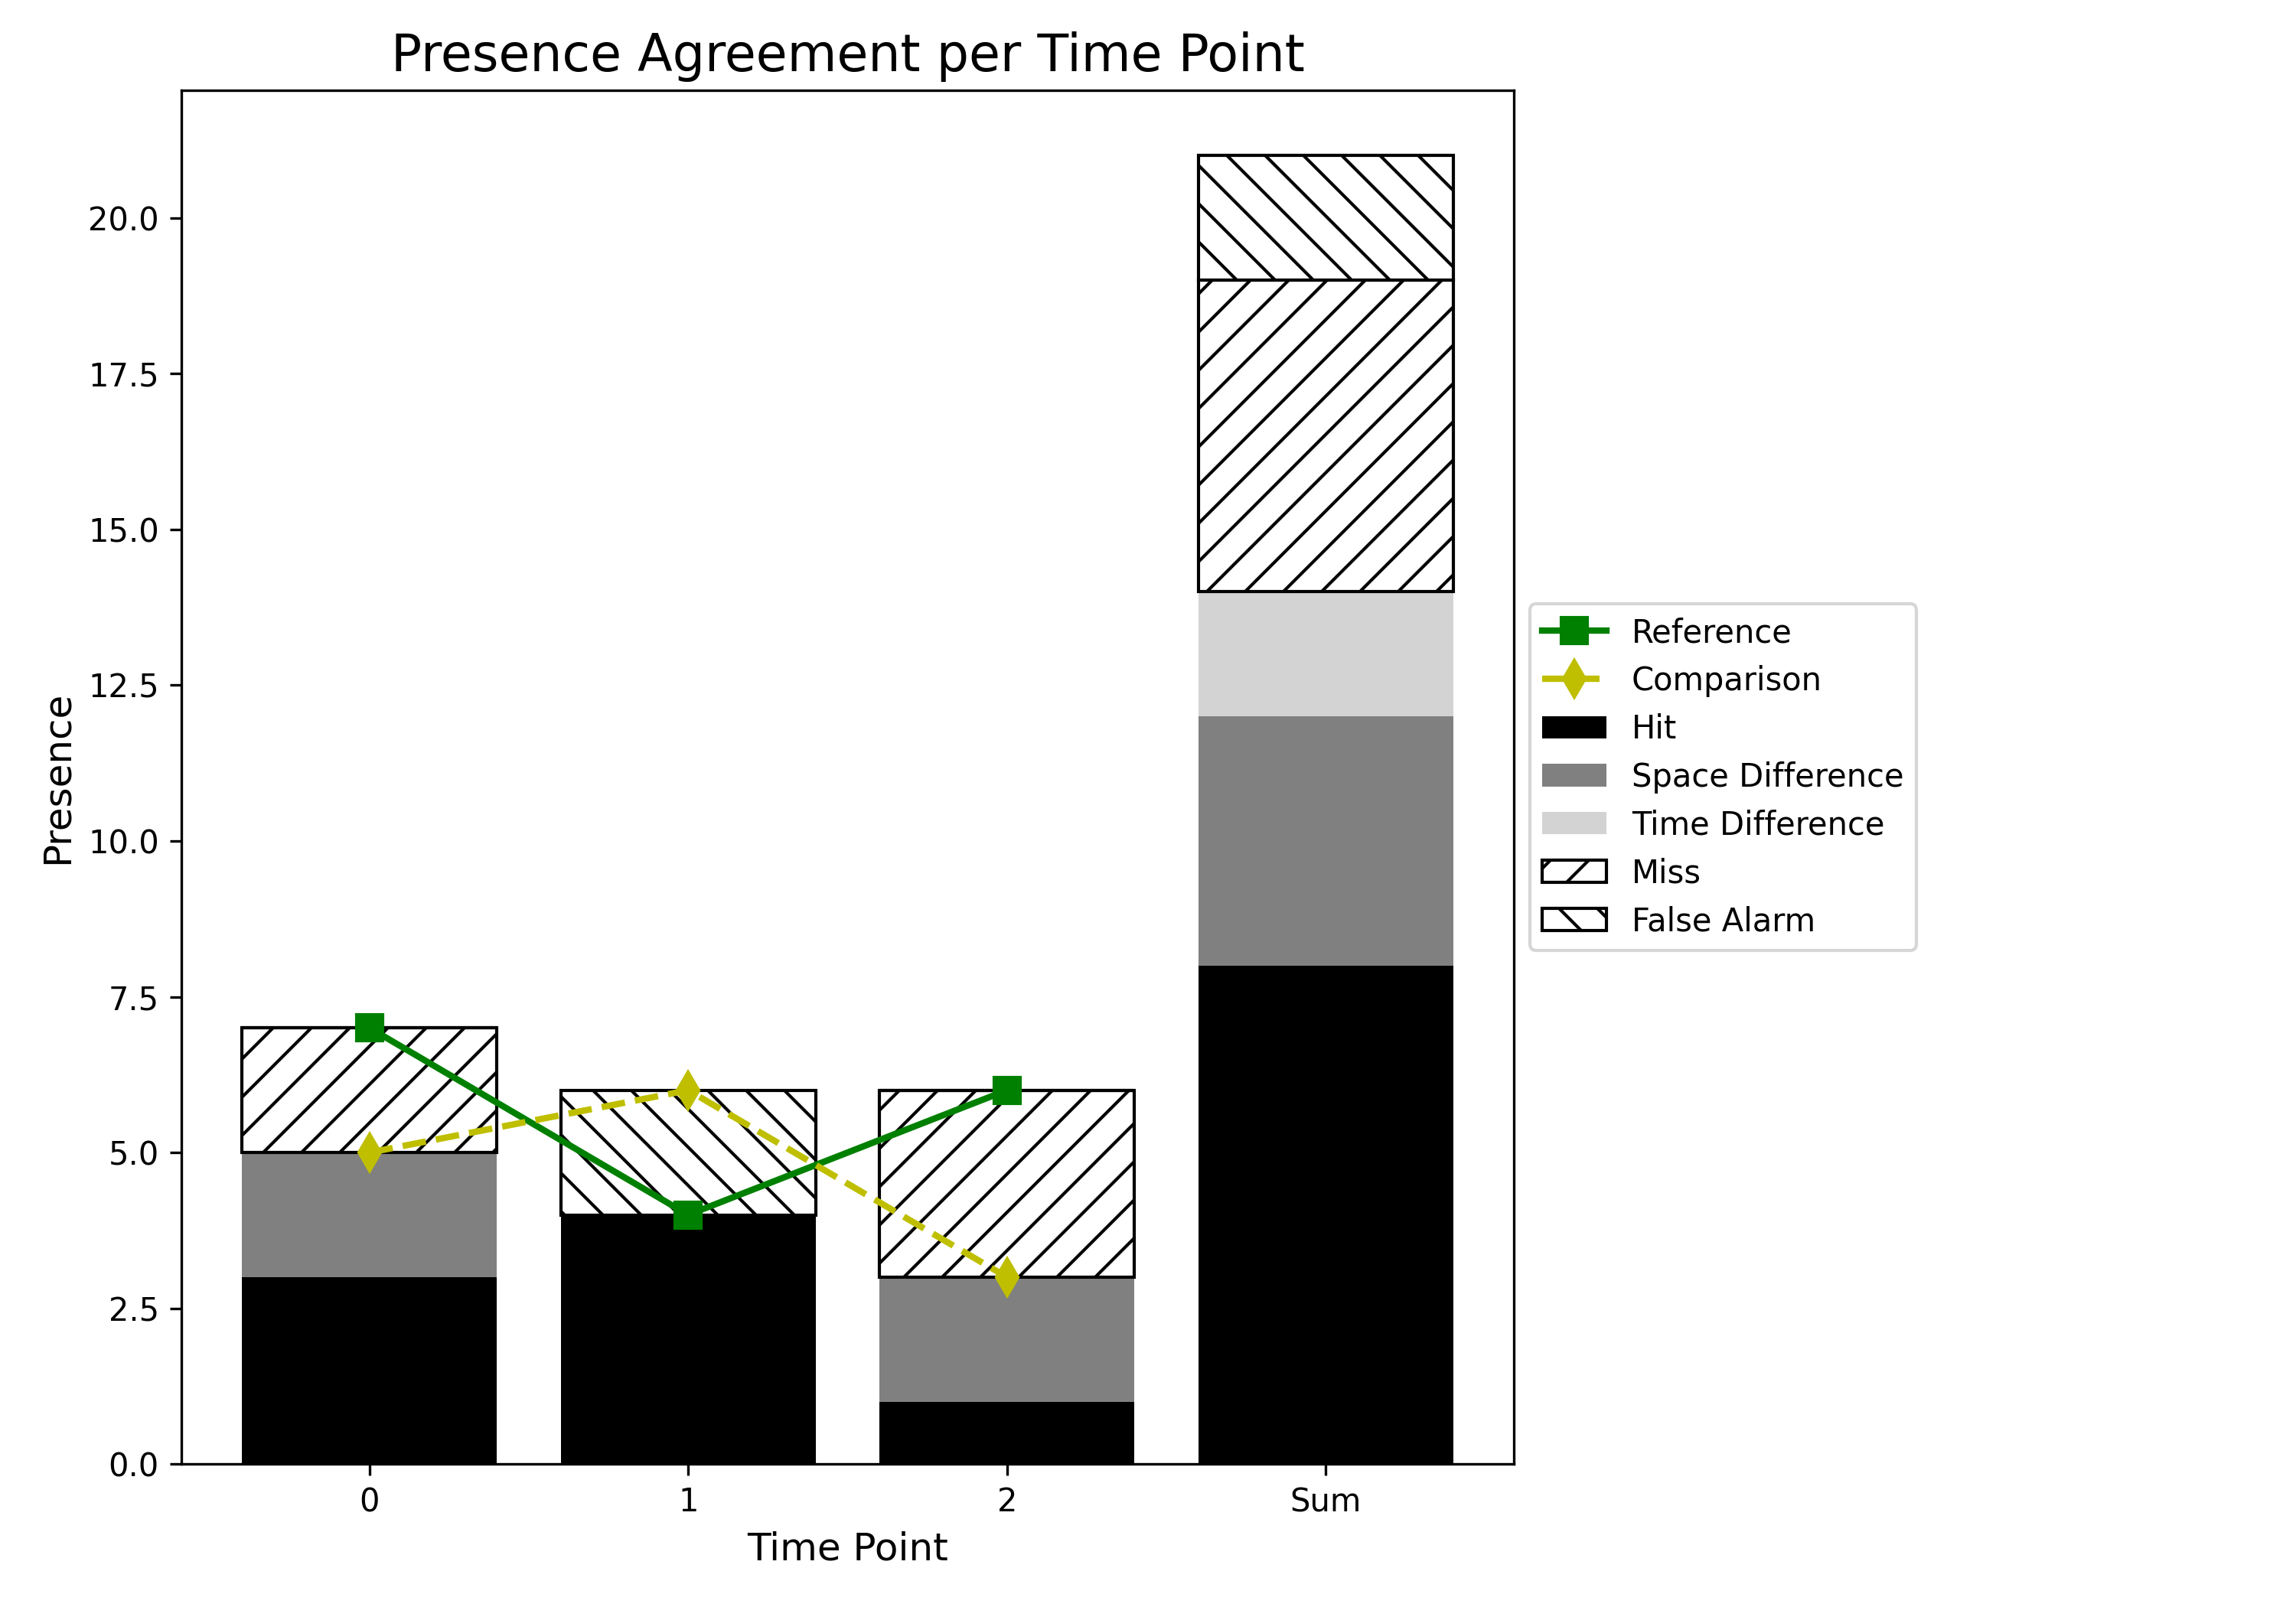 Presence Agreement per Time Point
Presence
20.0
17.5
15.0
12.5
10.0
7.5
5.0
2.5
0.0
0 1 2 Sum
Time Point
Reference
Comparison
Hit
Space Difference
Time Difference
Miss
False Alarm